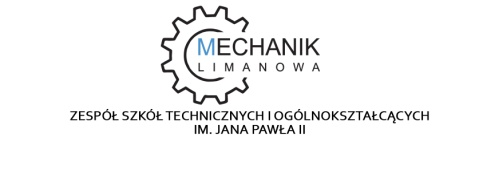 MECHANIK
LIMANOWA
ZESPÓŁ SZKÓŁ TECHNICZNYCH I OGÓLNOKSZTAŁCĄCYCH
IM. JANA PAWŁA II